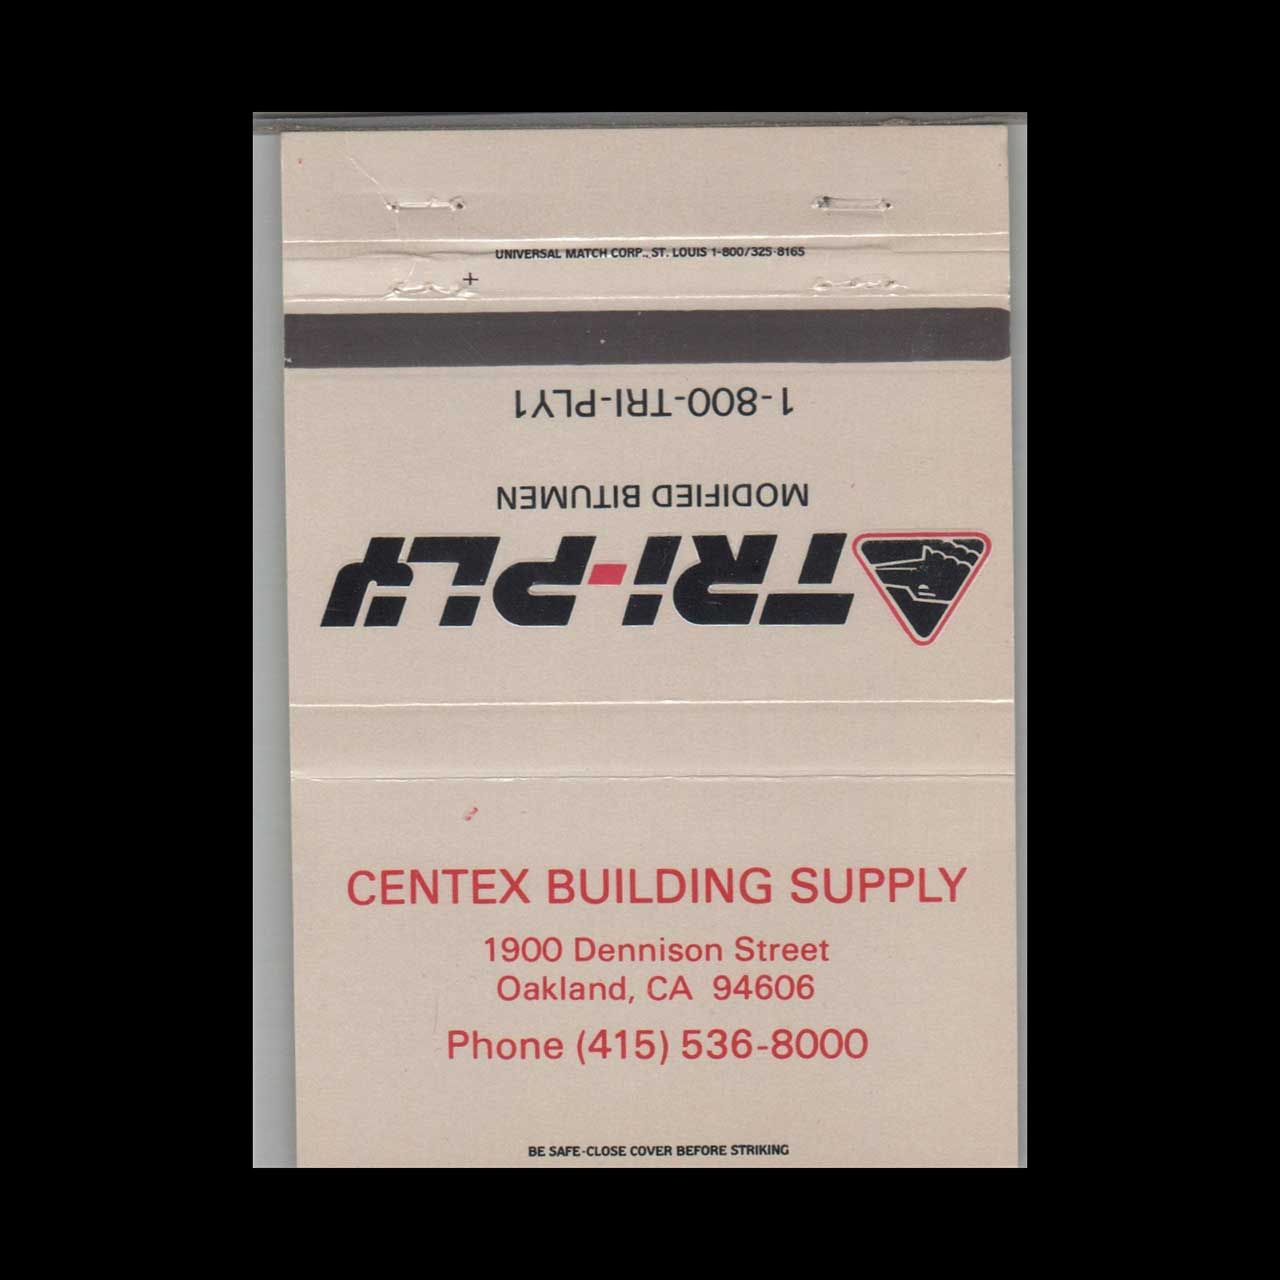 UNIVERSAL MATCH CORP., ST. LOUIS 1-800/325-8165
1-800-TRI-PLY1
MODIFIED BITUMEN
TRI-PLY
CENTEX BUILDING SUPPLY
1900 Dennison Street
Oakland, CA 94606
Phone (415) 536-8000
BE SAFE-CLOSE COVER BEFORE STRIKING